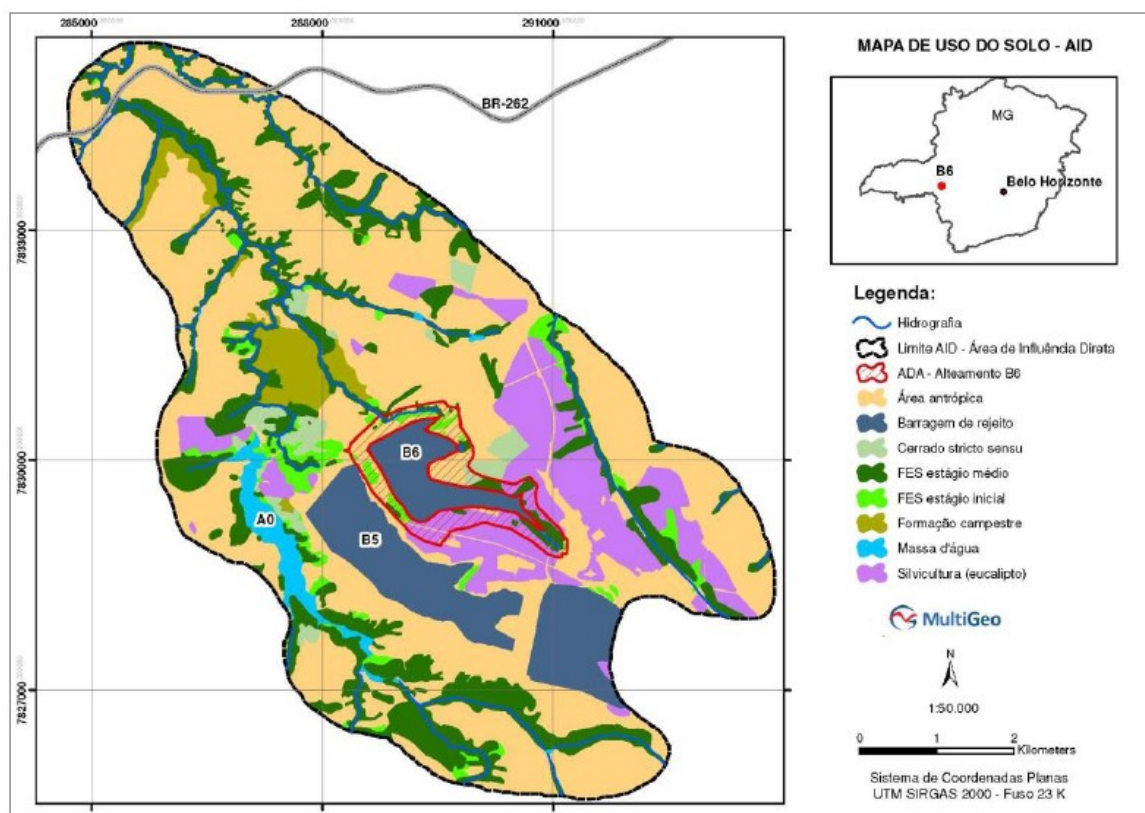 285000
288000
291000
7833000
7830000
7827000
BR-262
B6
B5
A0
MAPA DE USO DO SOLO - AID
MG
B6
Belo Horizonte
Legenda:
Hidrografia
Limite AID - Área de Influência Direta
ADA - Alteamento B6
Área antrópica
Barragem de rejeito
Cerrado stricto sensu
FES estágio médio
FES estágio inicial
Formação campestre
Massa d'água
Silvicultura (eucalipto)
MultiGeo
N
1:50.000
0 1 2
Kilometers
Sistema de Coordenadas Planas
UTM SIRGAS 2000 - Fuso 23 K